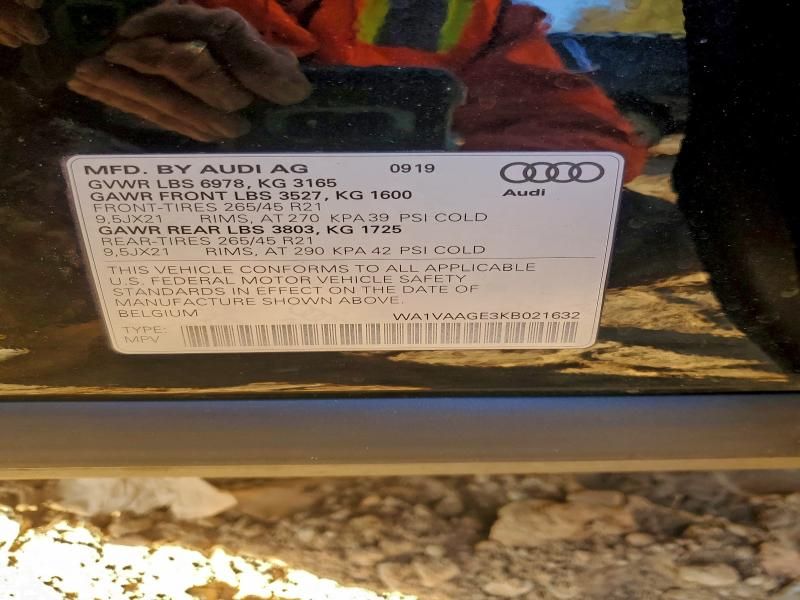 MFD. BY AUDI AG 0919
Audi
GVWR LBS 6978, KG 3165
GAWR FRONT LBS 3527, KG 1600
FRONT-TIRES 265/45 R21
9,5JX21 RIMS, AT 270 KPA 39 PSI COLD
GAWR REAR LBS 3803, KG 1725
REAR-TIRES 265/45 R21
9,5JX21 RIMS, AT 290 KPA 42 PSI COLD
THIS VEHICLE CONFORMS TO ALL APPLICABLE
U.S. FEDERAL MOTOR VEHICLE SAFETY
STANDARDS IN EFFECT ON THE DATE OF
MANUFACTURE SHOWN ABOVE.
BELGIUM WA1VAAGE3KB021632
TYPE:
MPV